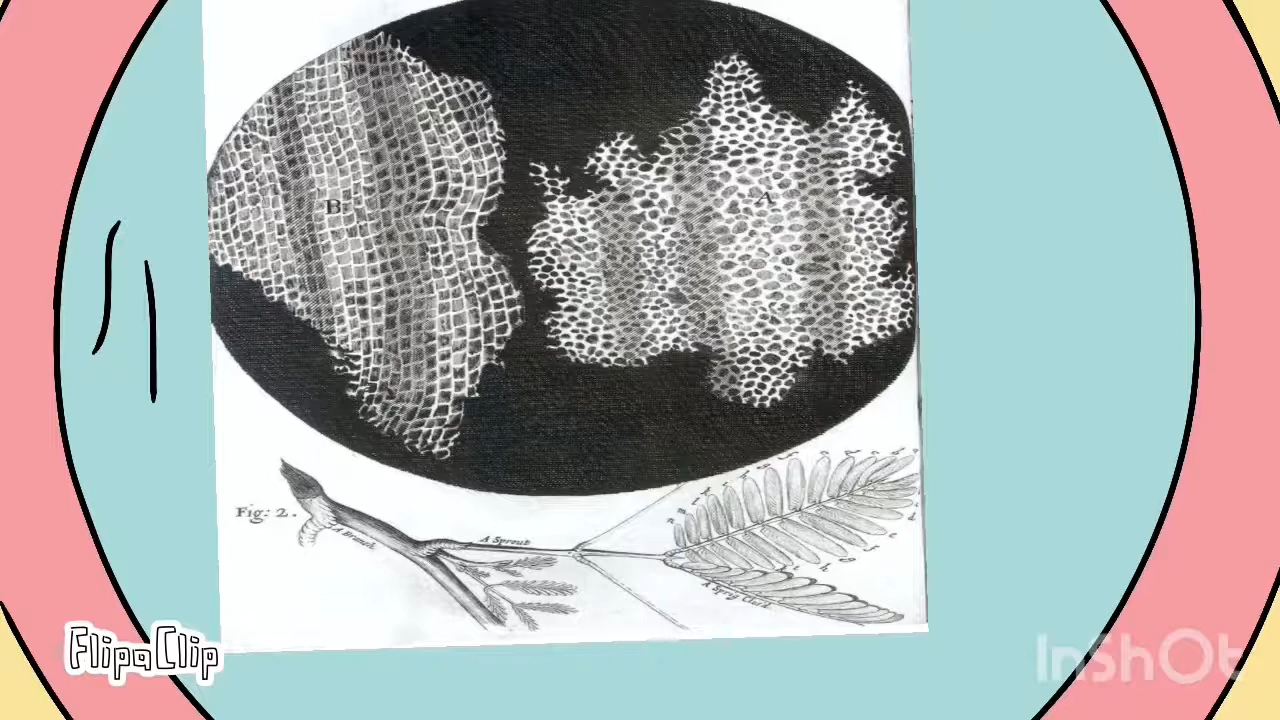 B
A
Fig: 2.
A Branch
A Sprout
FlipaClip
InShOt